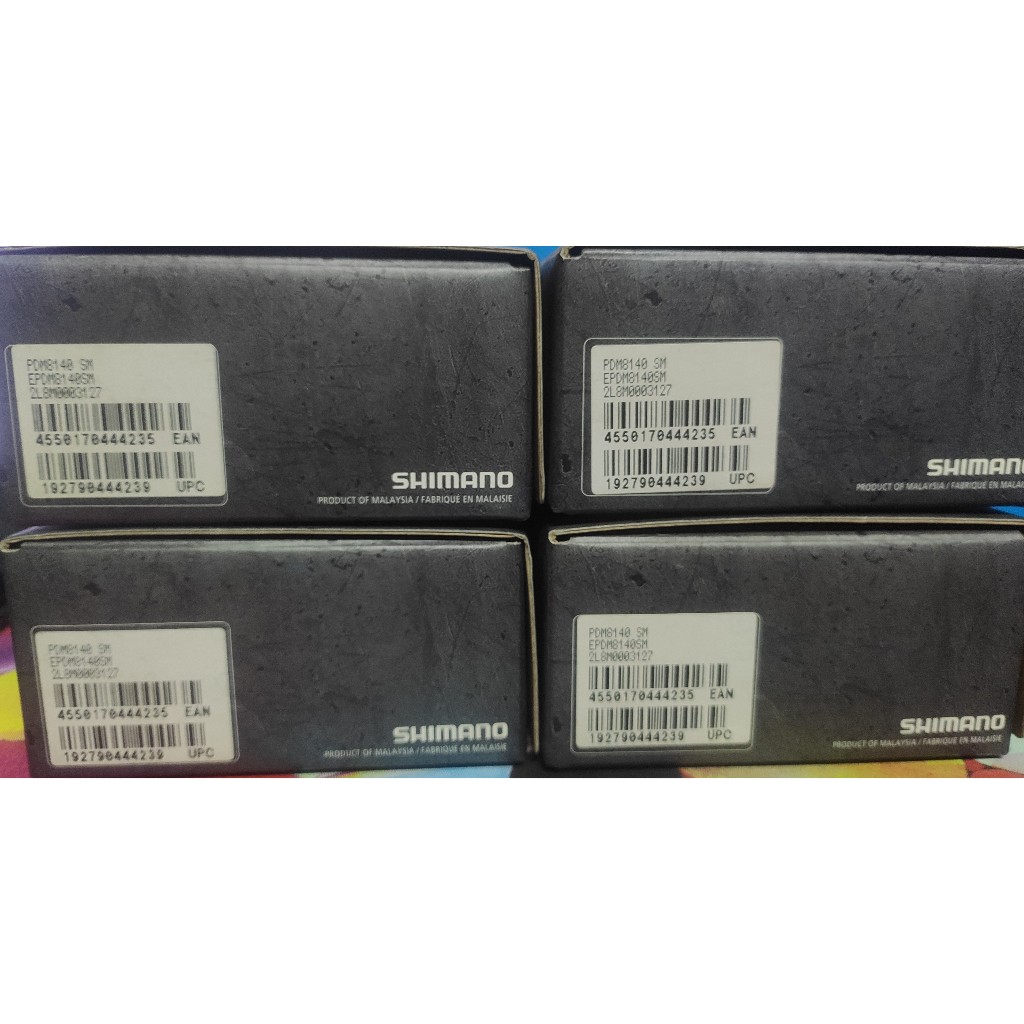 PDM8140 SM
EPDM8140SM
2L8M0003127
4550170444235 EAN
192790444239 UPC
SHIMANO
PRODUCT OF MALAYSIA / FABRIQUE EN MALAISIE
PDM8140 SM
EPDM8140SM
2L8M0003127
4550170444235 EAN
192790444239 UPC
SHIMANO
PRODUCT OF MALAYSIA / FABRIQUE EN MALAIS
PDM8140 SM
EPDM8140SM
2L8M0003127
4550170444235 EAN
192790444239 UPC
SHIMANO
PRODUCT OF MALAYSIA / FABRIQUE EN MALAISIE
PDM8140 SM
EPDM8140SM
2L8M0003127
4550170444235 EAN
192790444239 UPC
SHIMANO
PRODUCT OF MALAYSIA / FABRIQUE EN MALAISIE